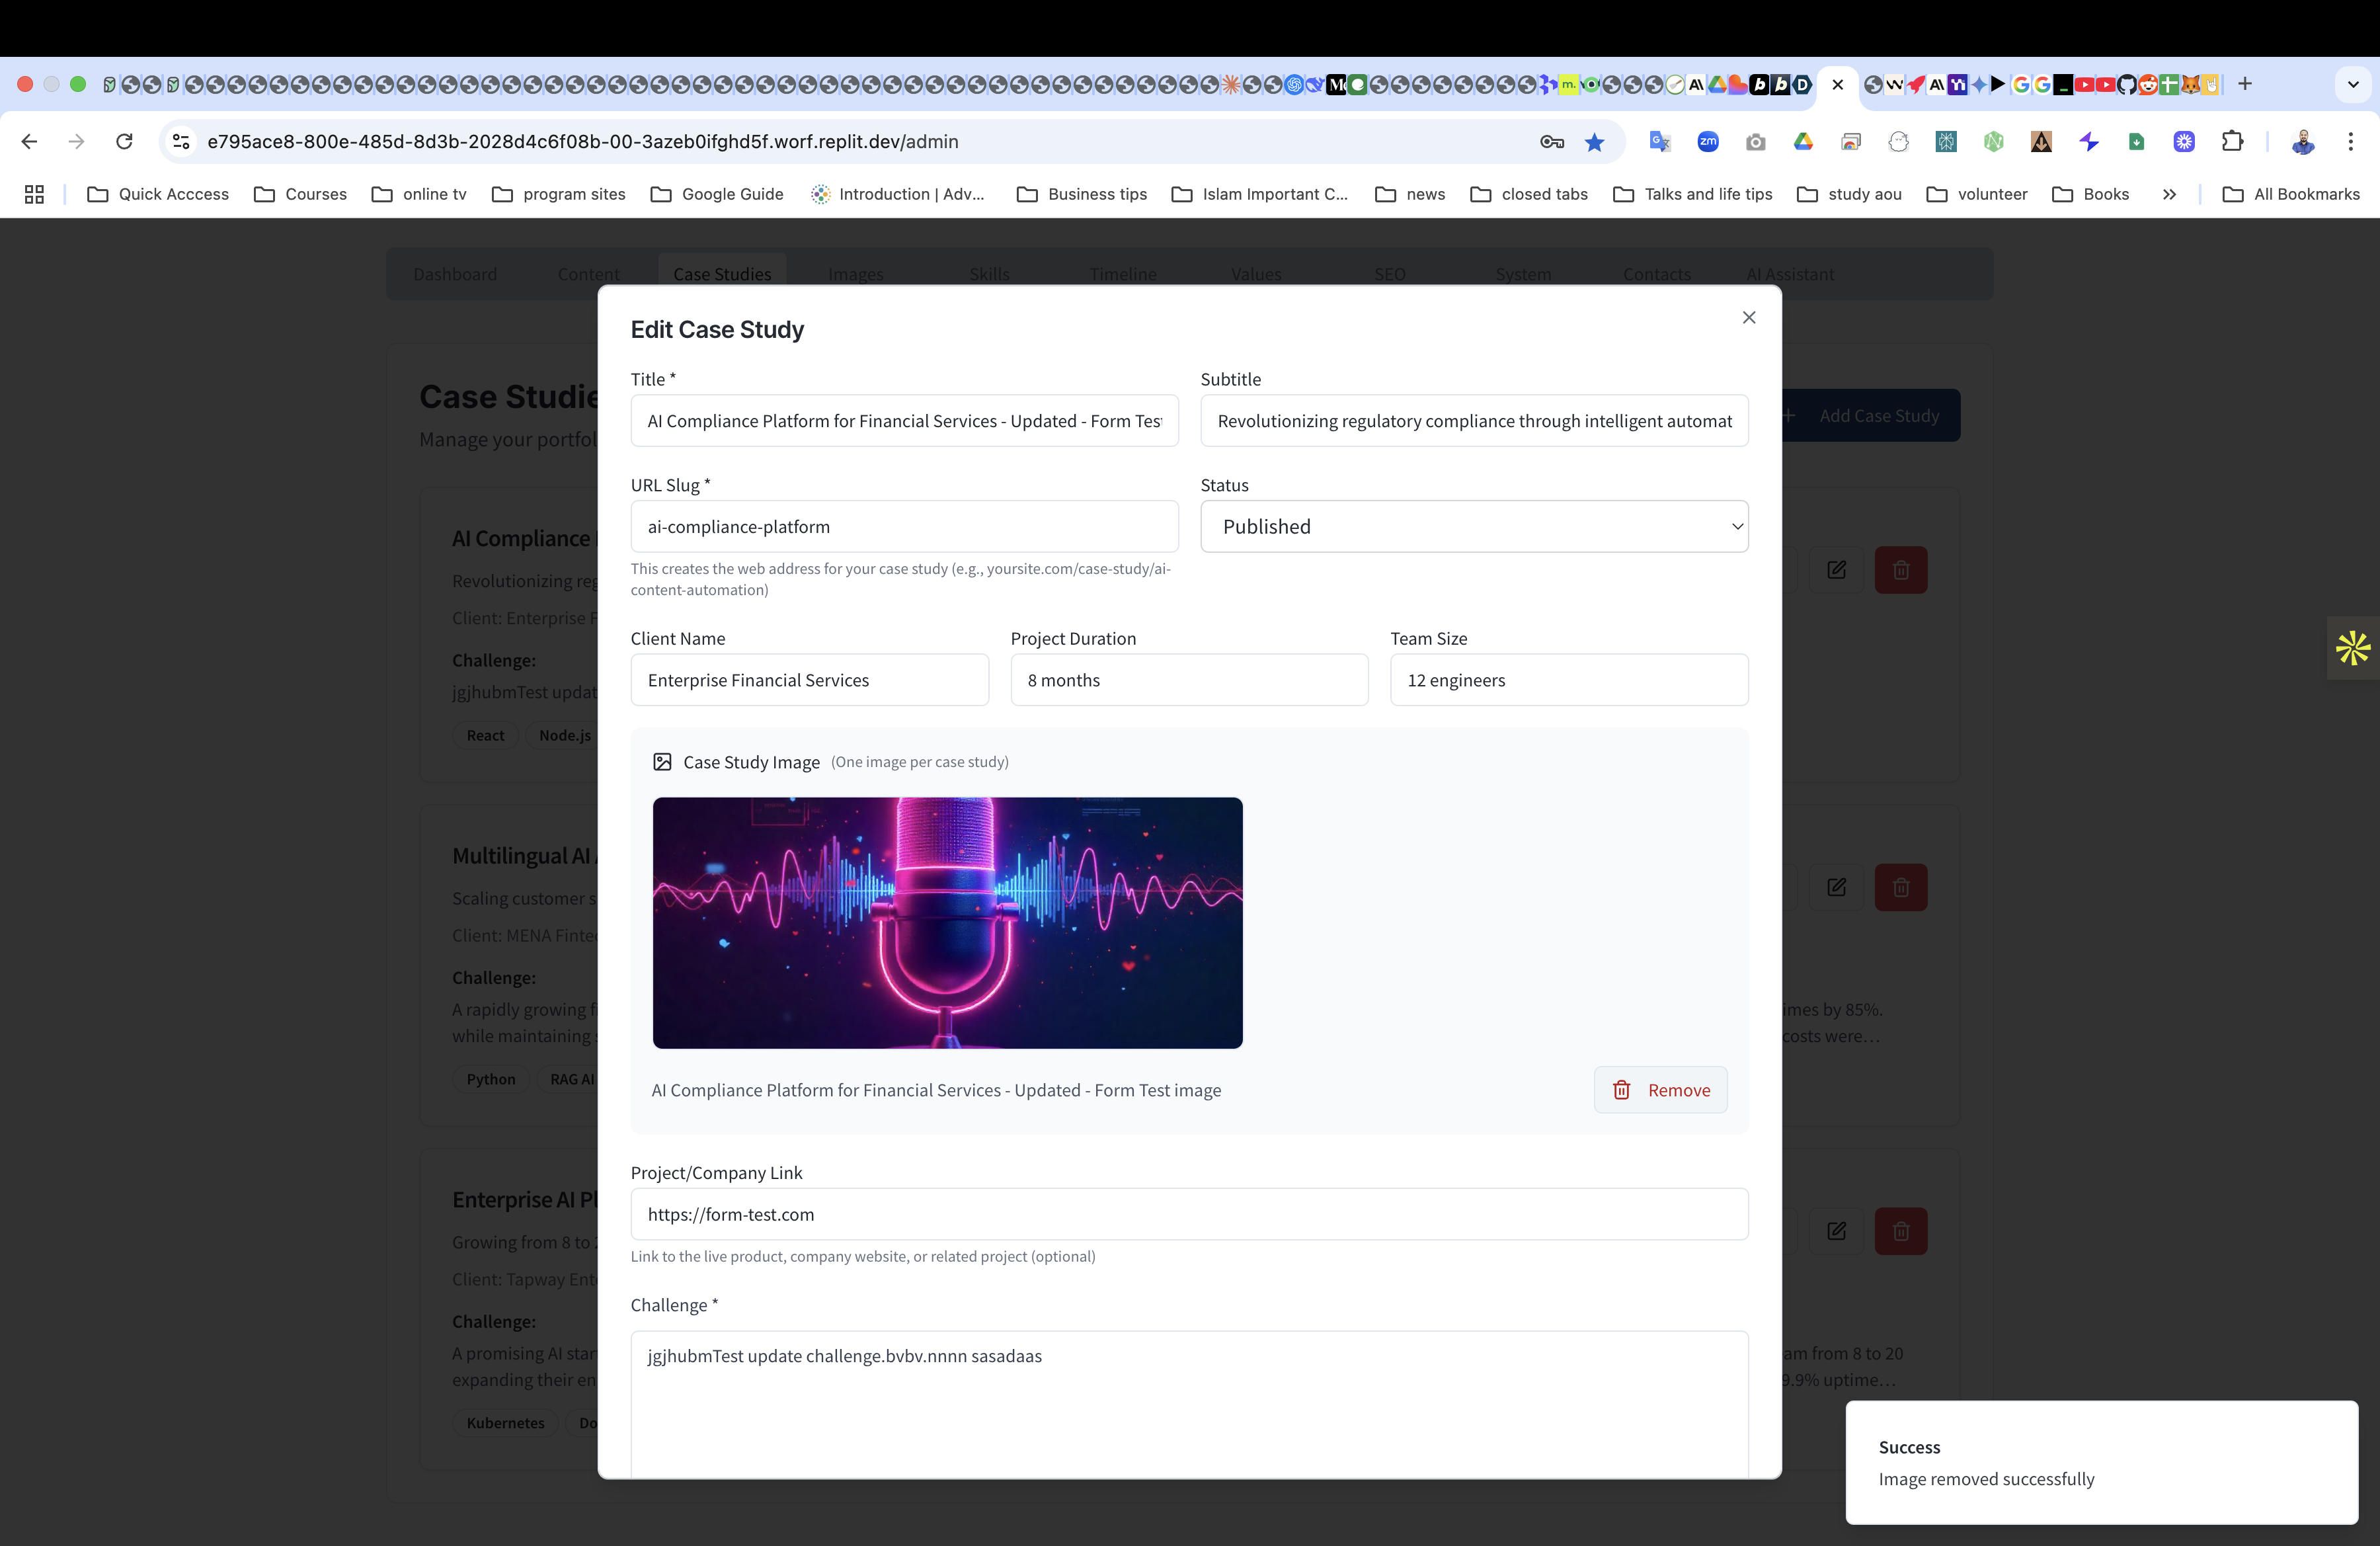 e795ace8-800e-485d-8d3b-2028d4c6f08b-00-3azeb0ifghd5f.worf.replit.dev/admin
Quick Acccess
Courses
online tv
program sites
Google Guide
Introduction | Adv...
Business tips
Islam Important C...
news
closed tabs
Talks and life tips
study aou
volunteer
Books
All Bookmarks
Dashboard
Content
Case Studies
Images
Skills
Timeline
Values
SEO
System
Contacts
AI Assistant
Case Studie
Manage your portfol
Add Case Study
AI Compliance
Revolutionizing reg
Client: Enterprise F
Challenge:
jgjhubmTest updat
React
Node.js
Multilingual AI
Scaling customer s
Client: MENA Finte
Challenge:
A rapidly growing f
while maintaining s
imes by 85%.
costs were...
Python
RAG AI
Enterprise AI Pl
Growing from 8 to
Client: Tapway Ent
Challenge:
A promising AI star
expanding their en
am from 8 to 20
9.9% uptime...
Kubernetes
Do
Edit Case Study
Title *
AI Compliance Platform for Financial Services - Updated - Form Tes
Subtitle
Revolutionizing regulatory compliance through intelligent automat
URL Slug *
ai-compliance-platform
This creates the web address for your case study (e.g., yoursite.com/case-study/ai-
content-automation)
Status
Published
Client Name
Enterprise Financial Services
Project Duration
8 months
Team Size
12 engineers
Case Study Image (One image per case study)
AI Compliance Platform for Financial Services - Updated - Form Test image
Remove
Project/Company Link
https://form-test.com
Link to the live product, company website, or related project (optional)
Challenge *
jgjhubmTest update challenge.bvbv.nnnn sasadaas
Success
Image removed successfully